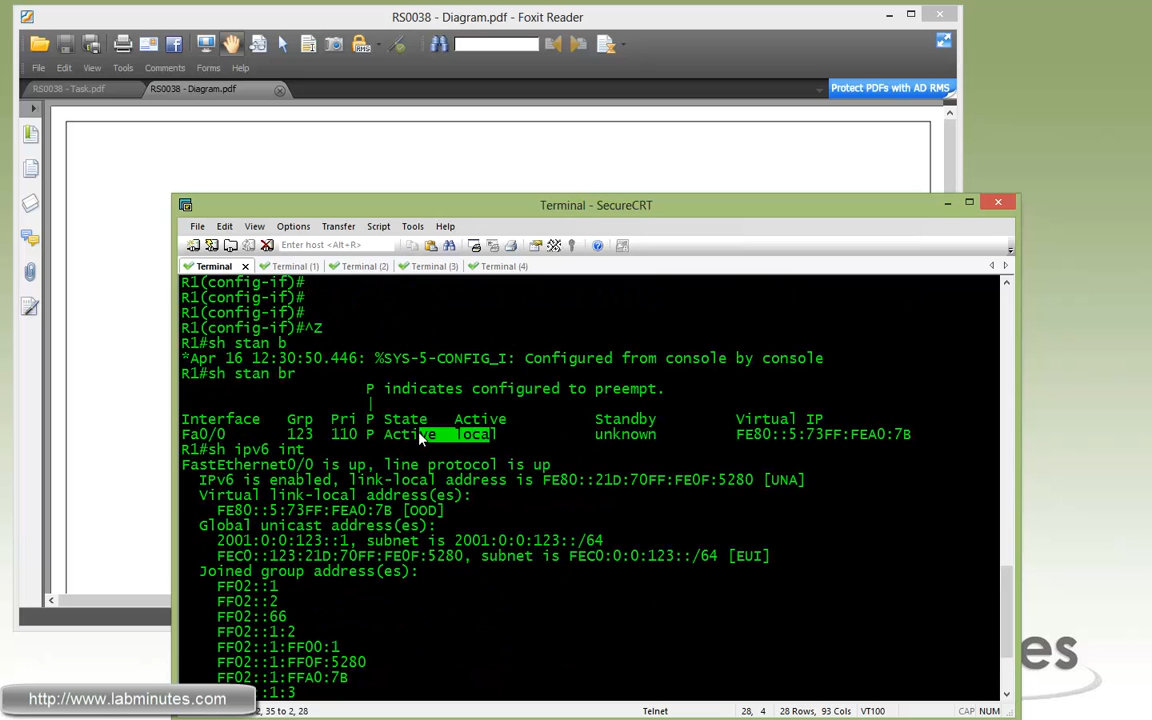 RS0038 - Diagram.pdf - Foxit Reader
File Edit View Tools Comments Forms Help
RS0038 - Task.pdf RS0038 - Diagram.pdf Protect PDFs with AD RMS
Terminal - SecureCRT
File Edit View Options Transfer Script Tools Help
Enter host <Alt+R>
Terminal Terminal (1) Terminal (2) Terminal (3) Terminal (4)
R1(config-if)#
R1(config-if)#
R1(config-if)#
R1(config-if)#^Z
R1#sh stan b
*Apr 16 12:30:50.446: %SYS-5-CONFIG_I: Configured from console by console
R1#sh stan br
P indicates configured to preempt.
|
Interface Grp Pri P State Active Standby Virtual IP
Fa0/0 123 110 P Active local unknown FE80::5:73FF:FEA0:7B
R1#sh ipv6 int
FastEthernet0/0 is up, line protocol is up
IPv6 is enabled, link-local address is FE80::21D:70FF:FE0F:5280 [UNA]
Virtual link-local address(es):
FE80::5:73FF:FEA0:7B [OOD]
Global unicast address(es):
2001:0:0:123::1, subnet is 2001:0:0:123::/64
FEC0::123:21D:70FF:FE0F:5280, subnet is FEC0:0:0:123::/64 [EUI]
Joined group address(es):
FF02::1
FF02::2
FF02::66
FF02::1:2
FF02::1:FF00:1
FF02::1:FF0F:5280
FF02::1:FFA0:7B
FF02::1:3
http://www.labminutes.com
2, 35 to 2, 28 Telnet 28, 4 28 Rows, 93 Cols VT100 CAP NUM